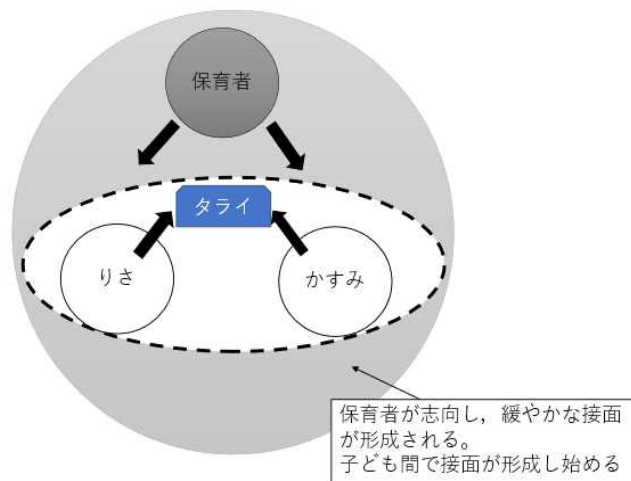 保育者
タライ
りさ
かすみ
保育者が志向し，緩やかな接面
が形成される。
子ども間で接面が形成し始める